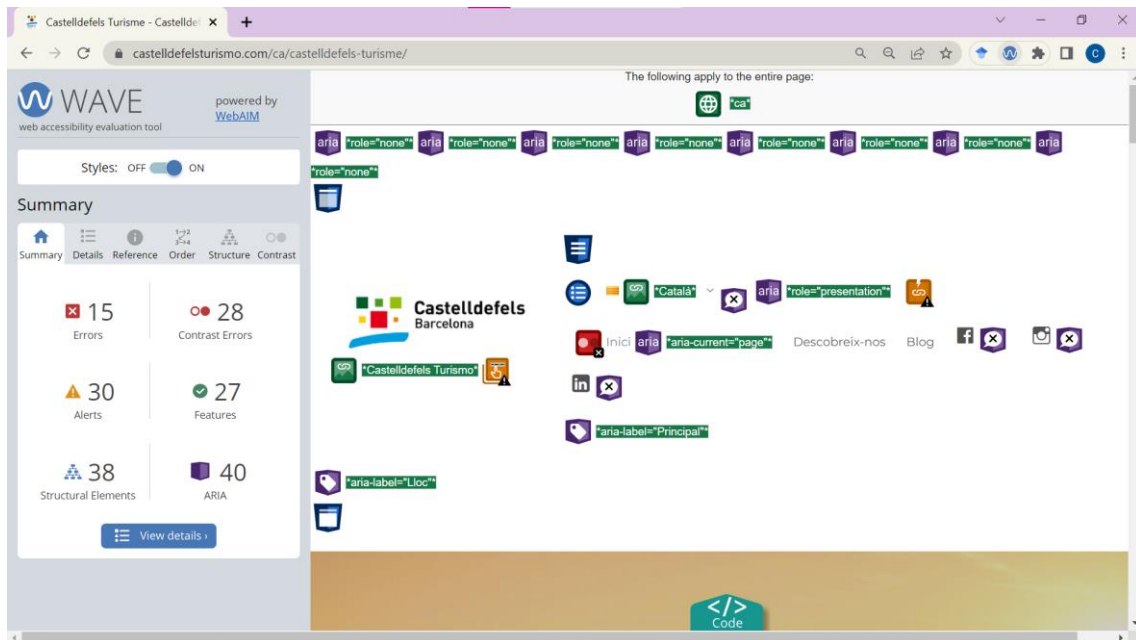 Castelldefels Turisme - Castelldef
castelldefelsturismo.com/ca/castelldefels-turisme/
C
WAVE
web accessibility evaluation tool
powered by
WebAIM
Styles: OFF ON
Summary
Summary Details Reference Order Structure Contrast
15
Errors
28
Contrast Errors
30
Alerts
27
Features
38
Structural Elements
40
ARIA
View details ›
The following apply to the entire page:
*ca*
aria *role="none"* aria *role="none"* aria *role="none"* aria *role="none"* aria *role="none"* aria *role="none"* aria *role="none"* aria
*role="none"*
Castelldefels
Barcelona
*Castelldefels Turismo*
*Català* aria *role="presentation"*
Inici aria *aria-current="page"* Descobreix-nos Blog
in
*aria-label="Principal"*
*aria-label="Lloc"*
</>
Code